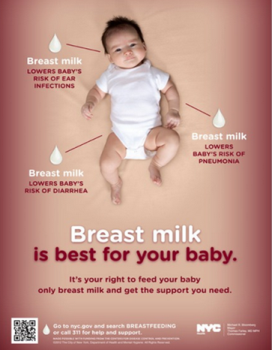 Breast milk
LOWERS BABY'S
RISK OF EAR
INFECTIONS
Breast milk
LOWERS
BABY'S RISK OF
PNEUMONIA
Breast milk
LOWERS BABY'S
RISK OF DIARRHEA
Breast milk
is best for your baby.
It's your right to feed your baby
only breast milk and get the support you need.
Go to nyc.gov and search BREASTFEEDING
or call 311 for help and support.
NYC